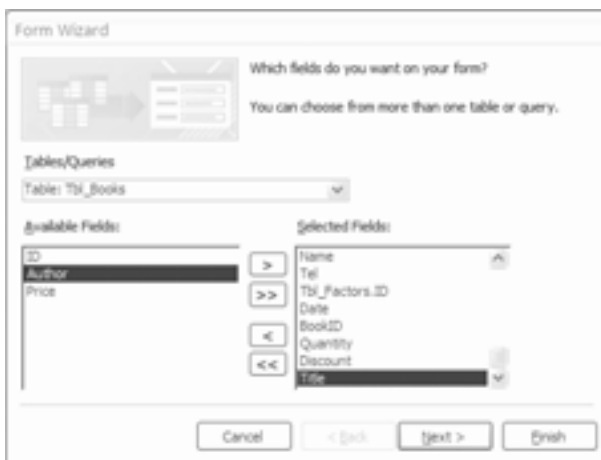 Form Wizard
Which fields do you want on your form?
You can choose from more than one table or query.
Tables/Queries
Table: Tbl_Books
Available Fields:
ID
Author
Price
>
>>
<
<<
Selected Fields:
Name
Tel
Tbl_Factors.ID
Date
BookID
Quantity
Discount
Title
Cancel
< Back
Next >
Finish